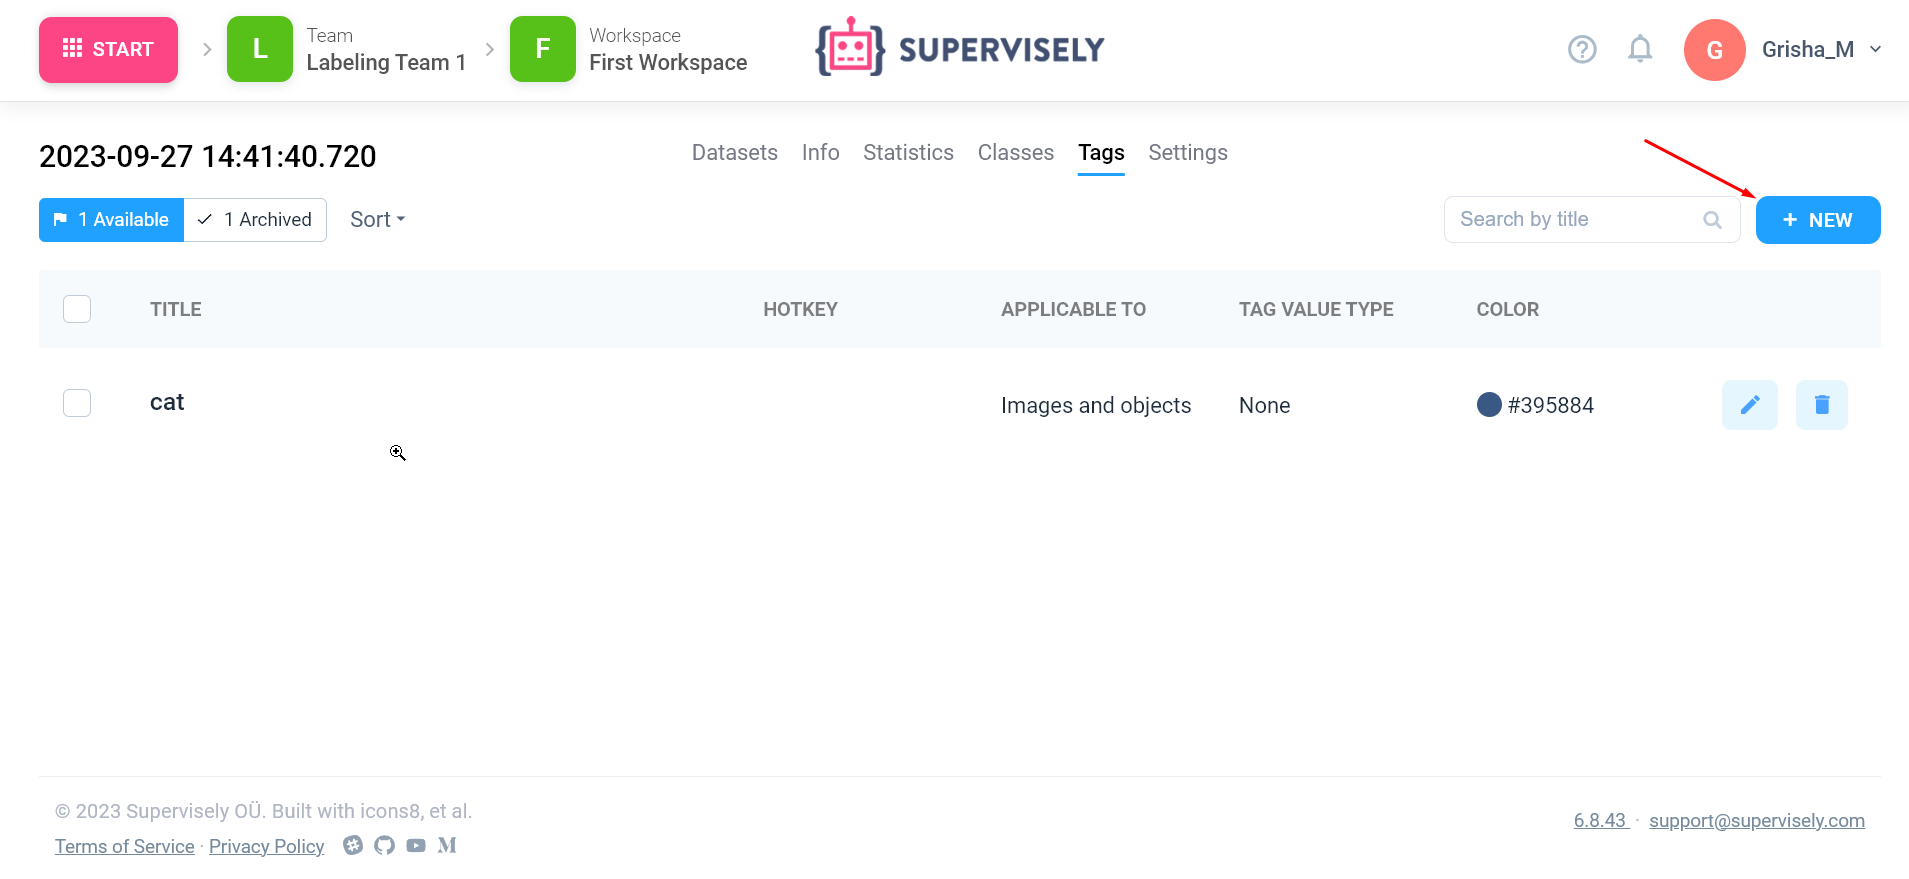 START
L
Team
Labeling Team 1
F
Workspace
First Workspace
SUPERVISELY
G
Grisha_M
2023-09-27 14:41:40.720
Datasets Info Statistics Classes Tags Settings
1 Available 1 Archived Sort
Search by title
+ NEW
TITLE HOTKEY APPLICABLE TO TAG VALUE TYPE COLOR
cat Images and objects None #395884
© 2023 Supervisely OÜ. Built with icons8, et al.
Terms of Service · Privacy Policy
6.8.43 · support@supervisely.com